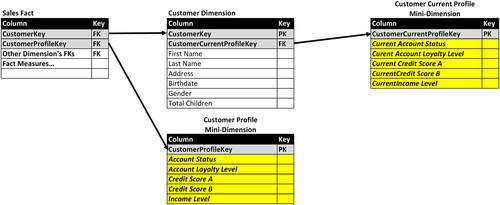 Sales Fact
Column Key
CustomerKey FK
CustomerProfileKey FK
Other Dimension's FKs FK
Fact Measures...
Customer Dimension
Column Key
CustomerKey PK
CustomerCurrentProfileKey FK
First Name
Last Name
Address
Birthdate
Gender
Total Children
Customer Current Profile
Mini-Dimension
Column Key
CustomerCurrentProfileKey PK
Current Account Status
Current Account Loyalty Level
Current Credit Score A
CurrentCredit Score B
CurrentIncome Level
Customer Profile
Mini-Dimension
Column Key
CustomerProfileKey PK
Account Status
Account Loyalty Level
Credit Score A
Credit Score B
Income Level